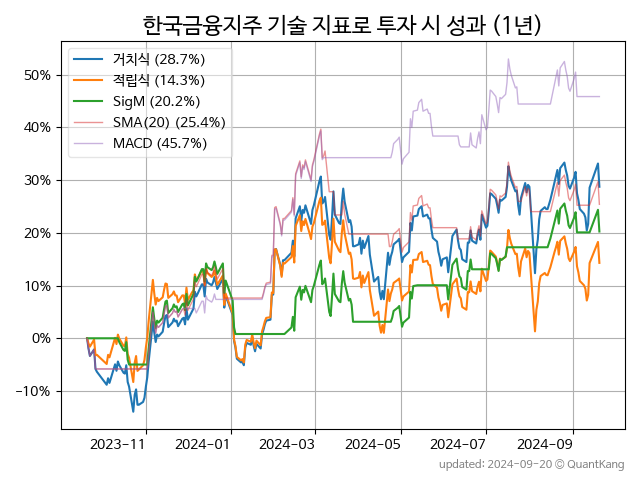 한국금융지주 기술 지표로 투자 시 성과 (1년)
거치식 (28.7%)
적립식 (14.3%)
SigM (20.2%)
SMA(20) (25.4%)
MACD (45.7%)
50%
40%
30%
20%
10%
0%
−10%
2023-11 2024-01 2024-03 2024-05 2024-07 2024-09
updated: 2024-09-20 © QuantKang